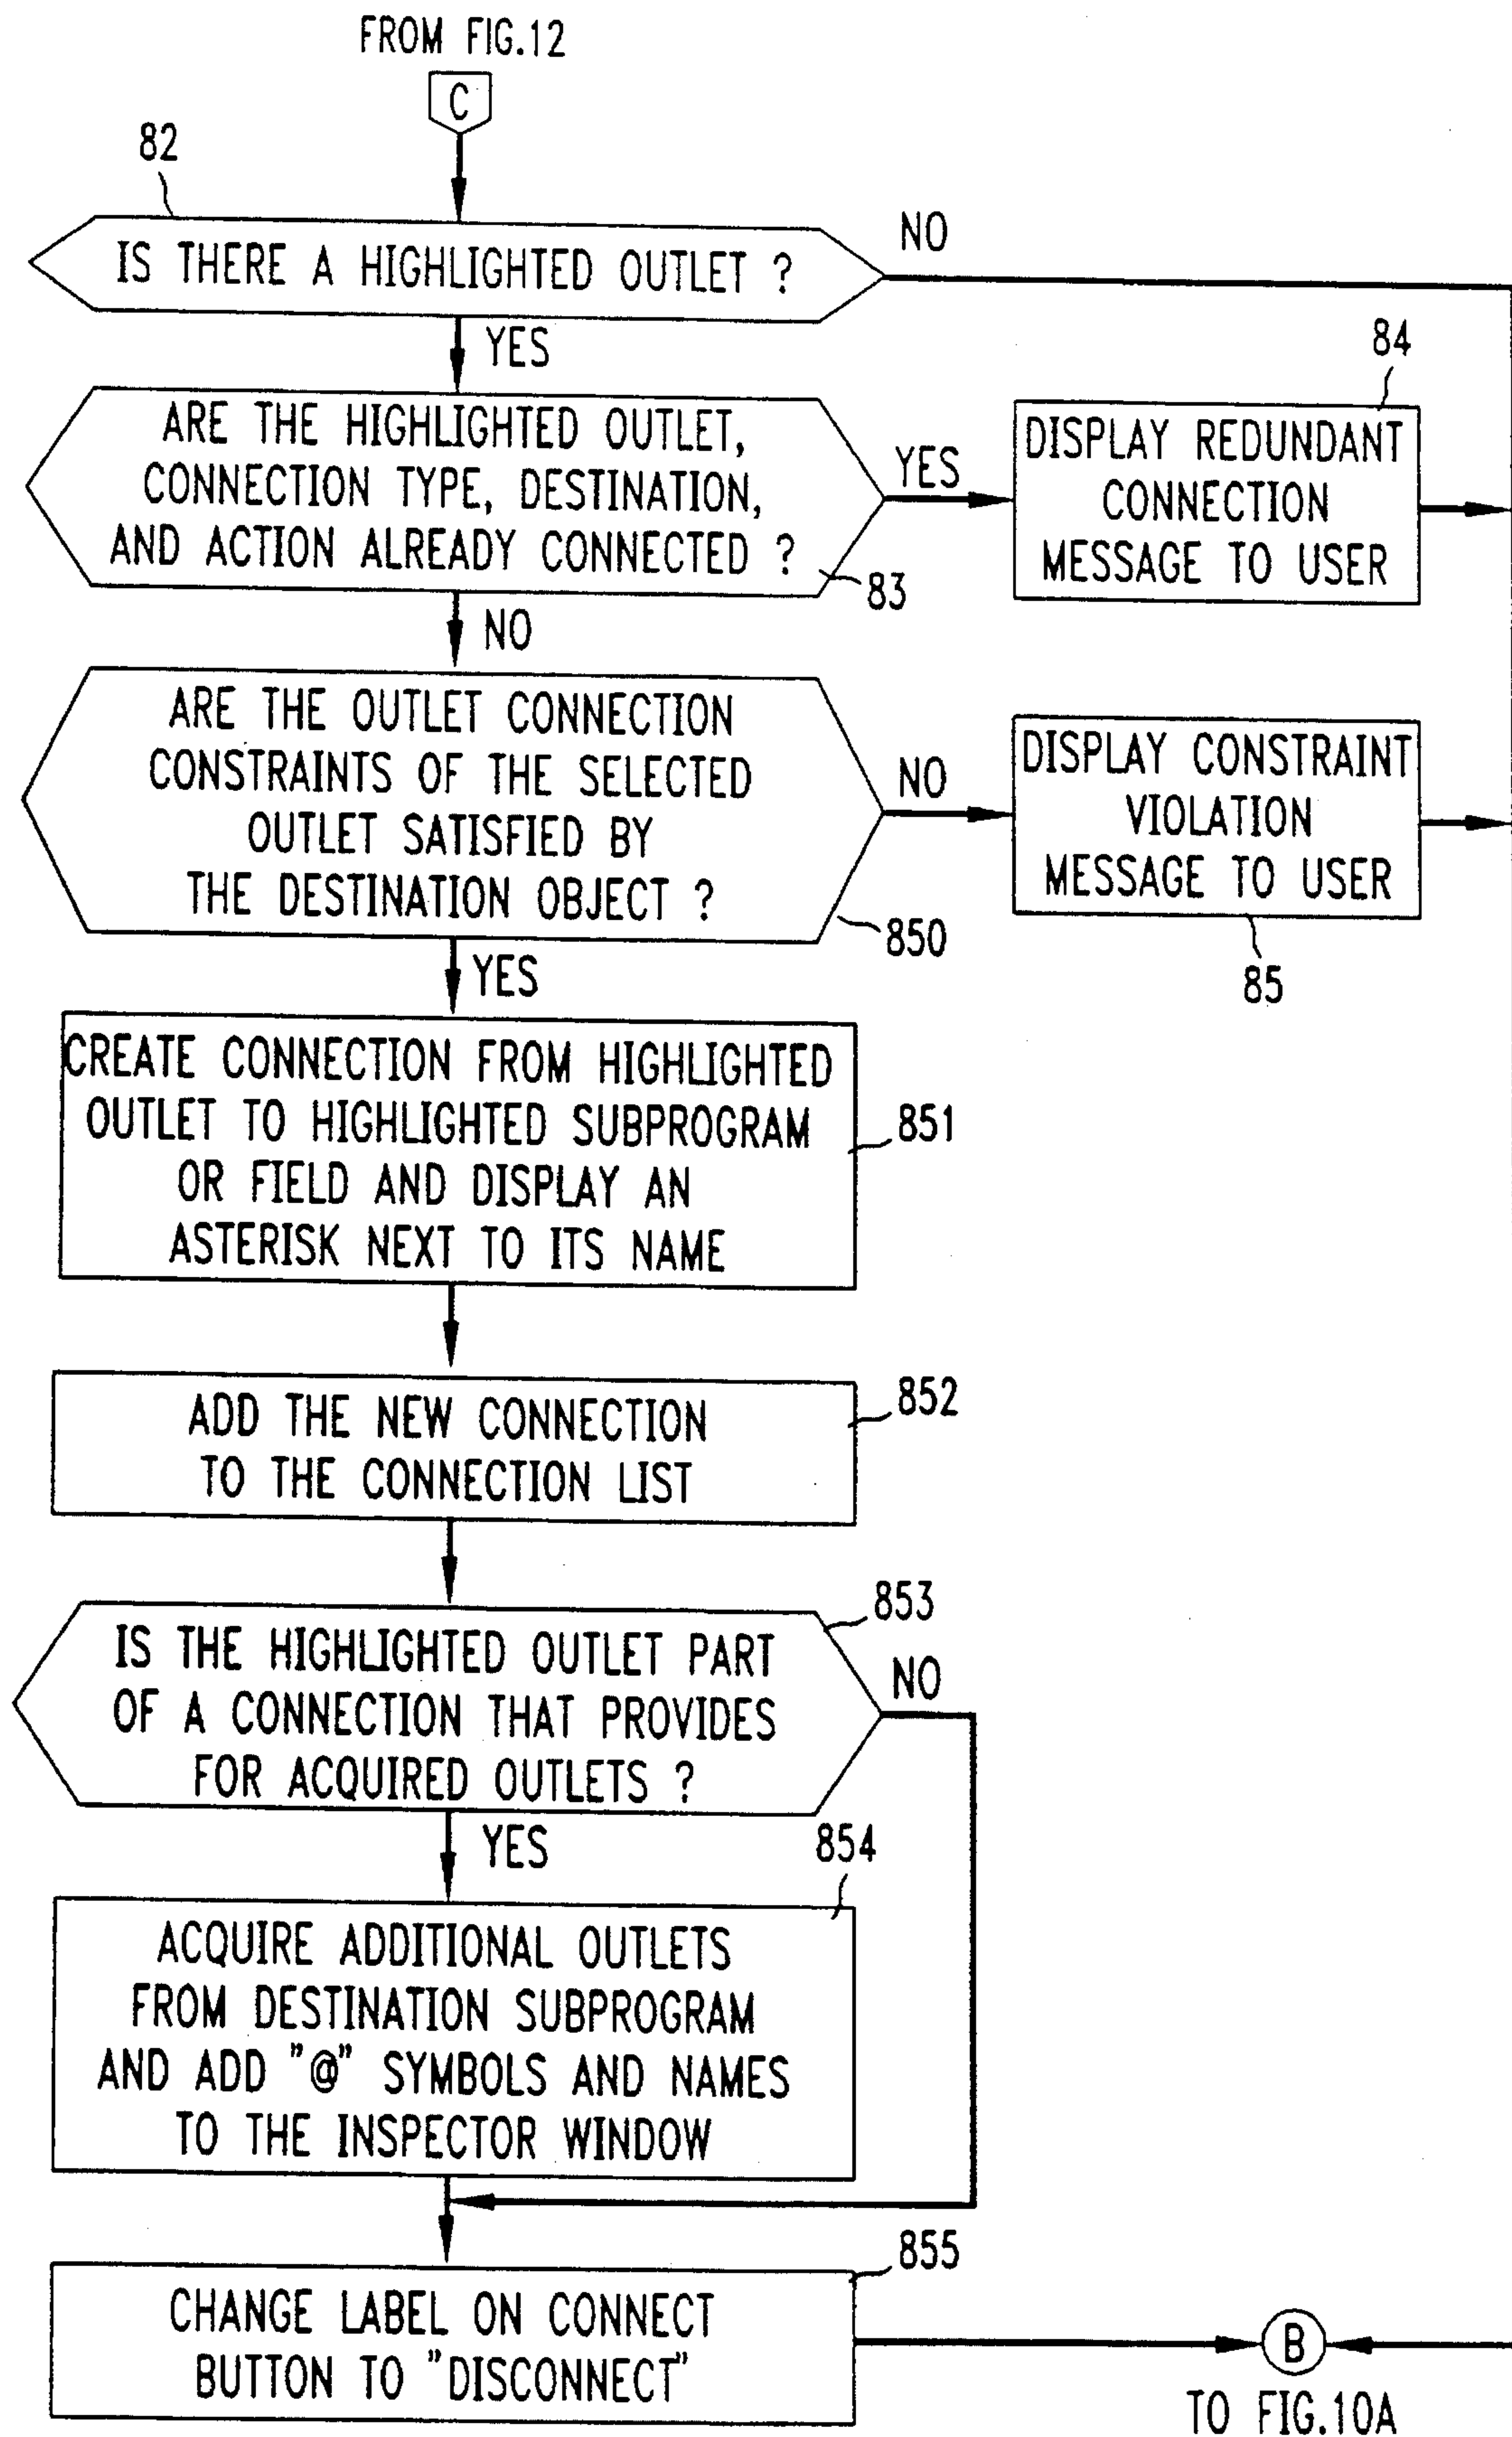 FROM FIG.12
C
82
IS THERE A HIGHLIGHTED OUTLET ?
NO
YES
ARE THE HIGHLIGHTED OUTLET,
CONNECTION TYPE, DESTINATION,
AND ACTION ALREADY CONNECTED ?
83
YES
84
DISPLAY REDUNDANT
CONNECTION
MESSAGE TO USER
NO
ARE THE OUTLET CONNECTION
CONSTRAINTS OF THE SELECTED
OUTLET SATISFIED BY
THE DESTINATION OBJECT ?
850
NO
DISPLAY CONSTRAINT
VIOLATION
MESSAGE TO USER
85
YES
CREATE CONNECTION FROM HIGHLIGHTED
OUTLET TO HIGHLIGHTED SUBPROGRAM
OR FIELD AND DISPLAY AN
ASTERISK NEXT TO ITS NAME
851
ADD THE NEW CONNECTION
TO THE CONNECTION LIST
852
853
IS THE HIGHLIGHTED OUTLET PART
OF A CONNECTION THAT PROVIDES
FOR ACQUIRED OUTLETS ?
NO
YES
854
ACQUIRE ADDITIONAL OUTLETS
FROM DESTINATION SUBPROGRAM
AND ADD "@" SYMBOLS AND NAMES
TO THE INSPECTOR WINDOW
855
CHANGE LABEL ON CONNECT
BUTTON TO "DISCONNECT"
B
TO FIG.10A